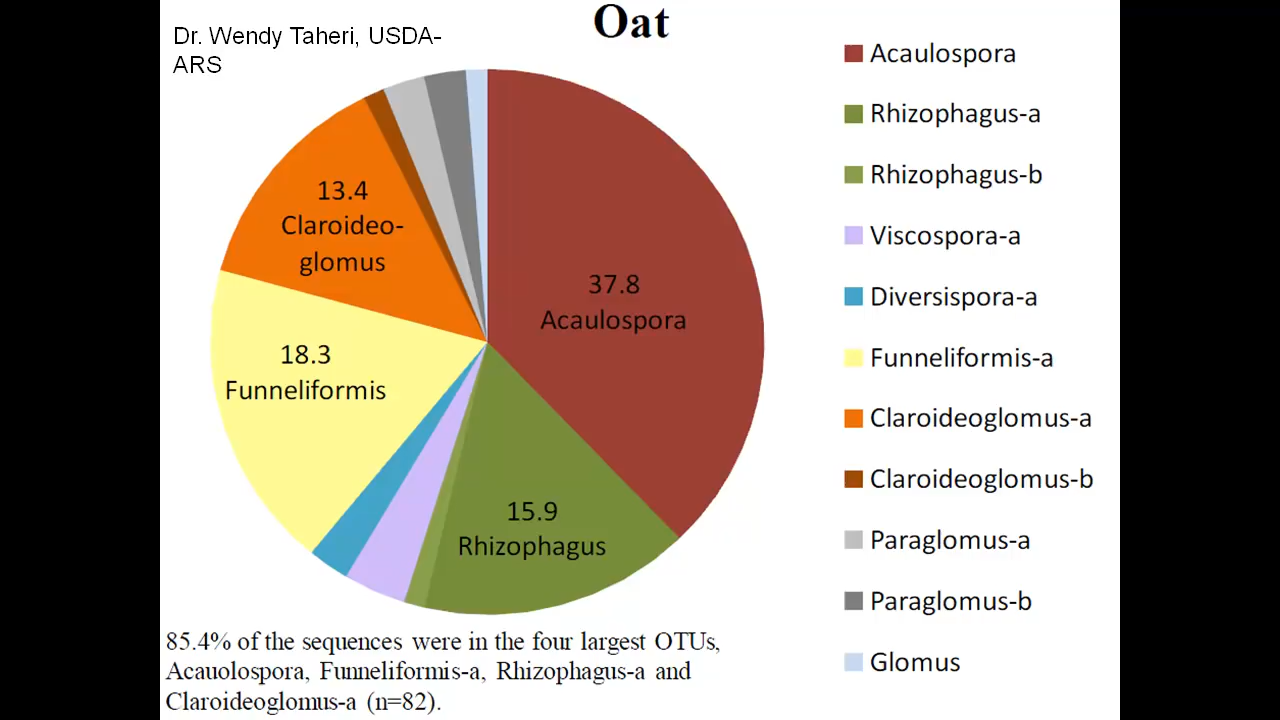 Oat
Dr. Wendy Taheri, USDA-
ARS
37.8
Acaulospora
15.9
Rhizophagus
18.3
Funneliformis
13.4
Claroideo-
glomus
Acaulospora
Rhizophagus-a
Rhizophagus-b
Viscospora-a
Diversispora-a
Funneliformis-a
Claroideoglomus-a
Claroideoglomus-b
Paraglomus-a
Paraglomus-b
Glomus
85.4% of the sequences were in the four largest OTUs,
Acauolospora, Funneliformis-a, Rhizophagus-a and
Claroideoglomus-a (n=82).